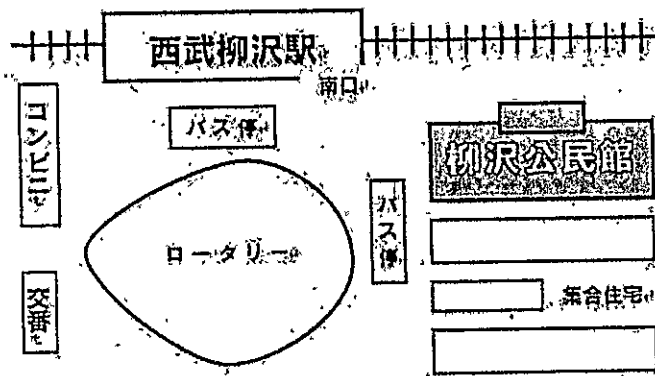 西武柳沢駅
南口
コンビニ
バス停
柳沢公民館
バス停
ロータリー
交番
集合住宅